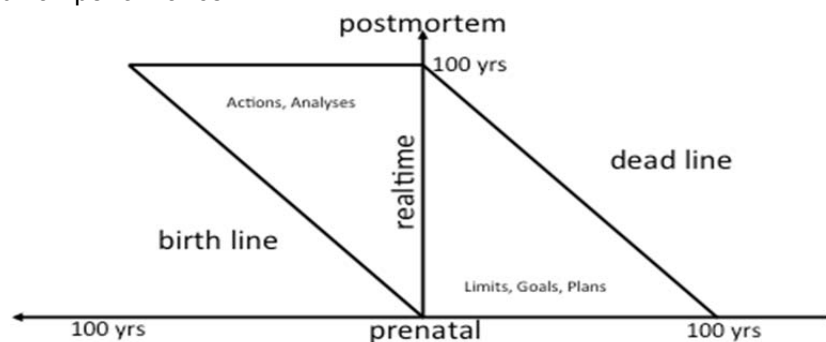 postmortem
100 yrs
Actions, Analyses
realtime
dead line
birth line
Limits, Goals, Plans
100 yrs
prenatal
100 yrs